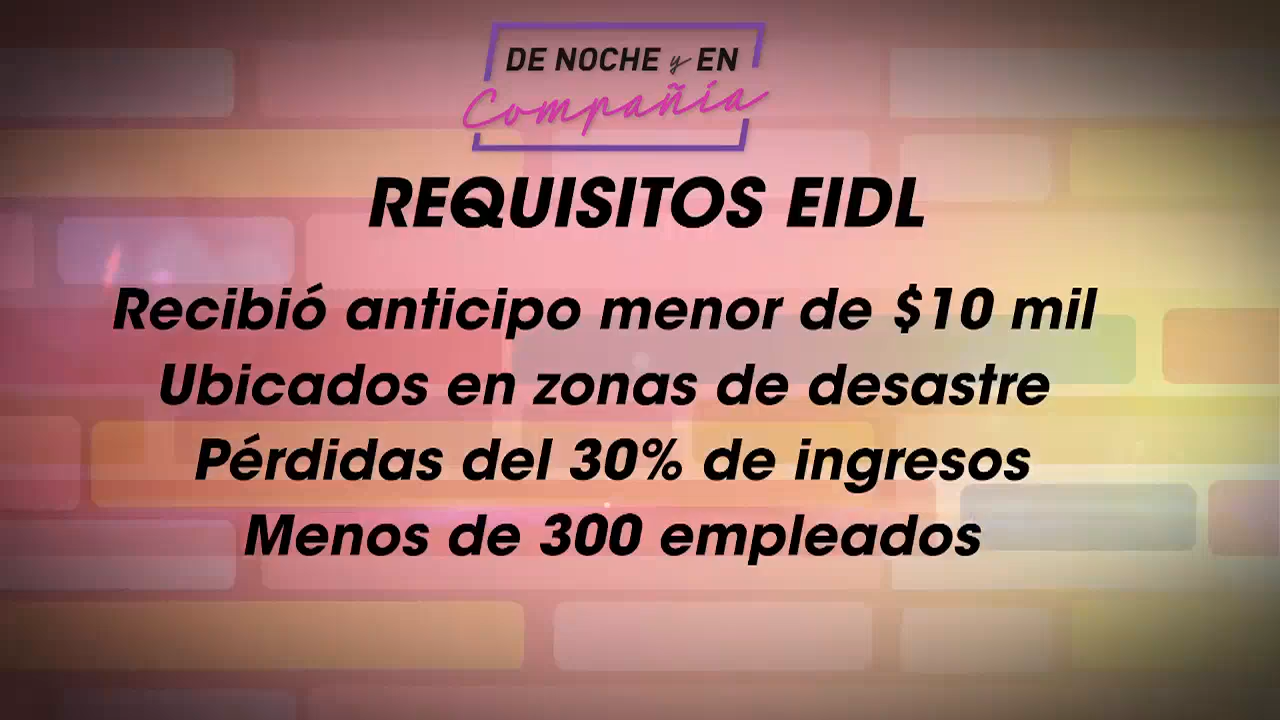 DE NOCHE y EN
Compañía
REQUISITOS EIDL
Recibió anticipo menor de $10 mil
Ubicados en zonas de desastre
Pérdidas del 30% de ingresos
Menos de 300 empleados